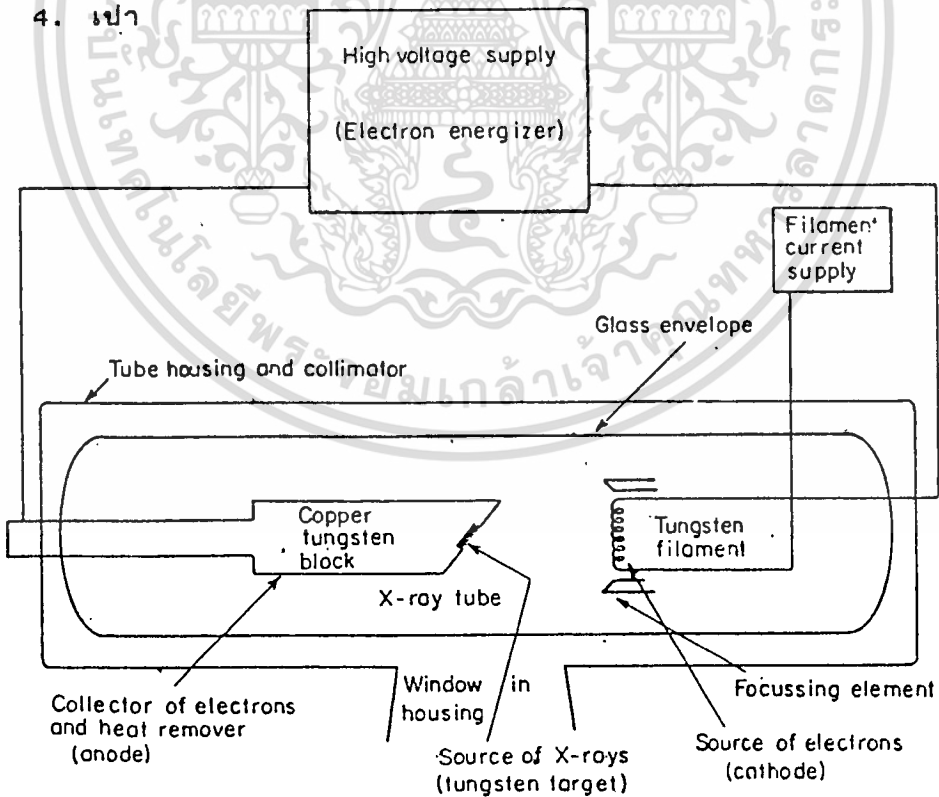 4. เป้า
High voltage supply
(Electron energizer)
Filament
current
supply
Glass envelope
Tube housing and collimator
Copper
tungsten
block
Tungsten
filament
X-ray tube
Window in
housing
Focussing element
Collector of electrons
and heat remover
(anode)
Source of X-rays
(tungsten target)
Source of electrons
(cathode)